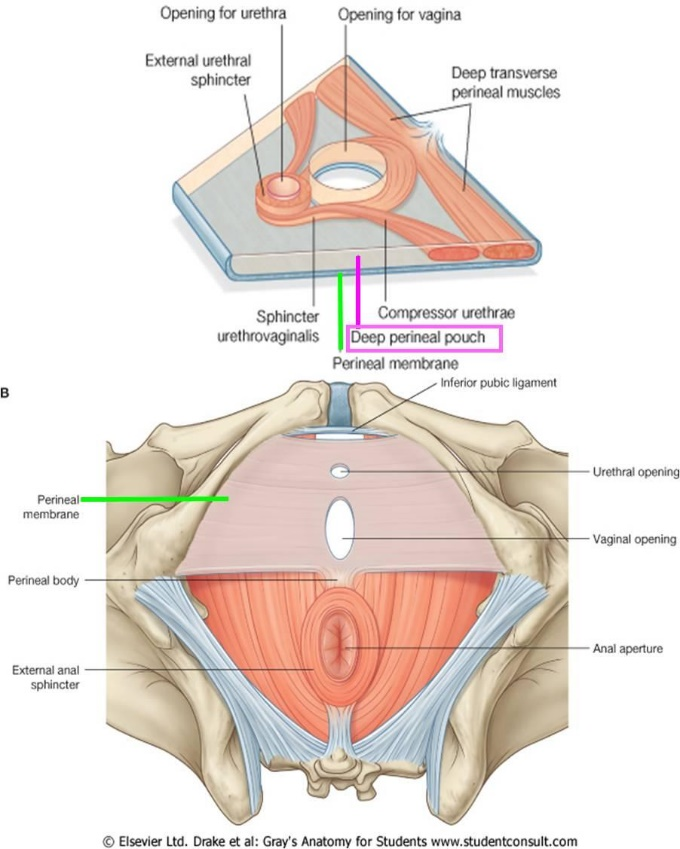 Opening for urethra
Opening for vagina
External urethral
sphincter
Deep transverse
perineal muscles
Sphincter
urethrovaginalis
Compressor urethrae
Deep perineal pouch
Perineal membrane
B
Inferior pubic ligament
Urethral opening
Perineal
membrane
Vaginal opening
Perineal body
Anal aperture
External anal
sphincter
© Elsevier Ltd. Drake et al: Gray's Anatomy for Students www.studentconsult.com